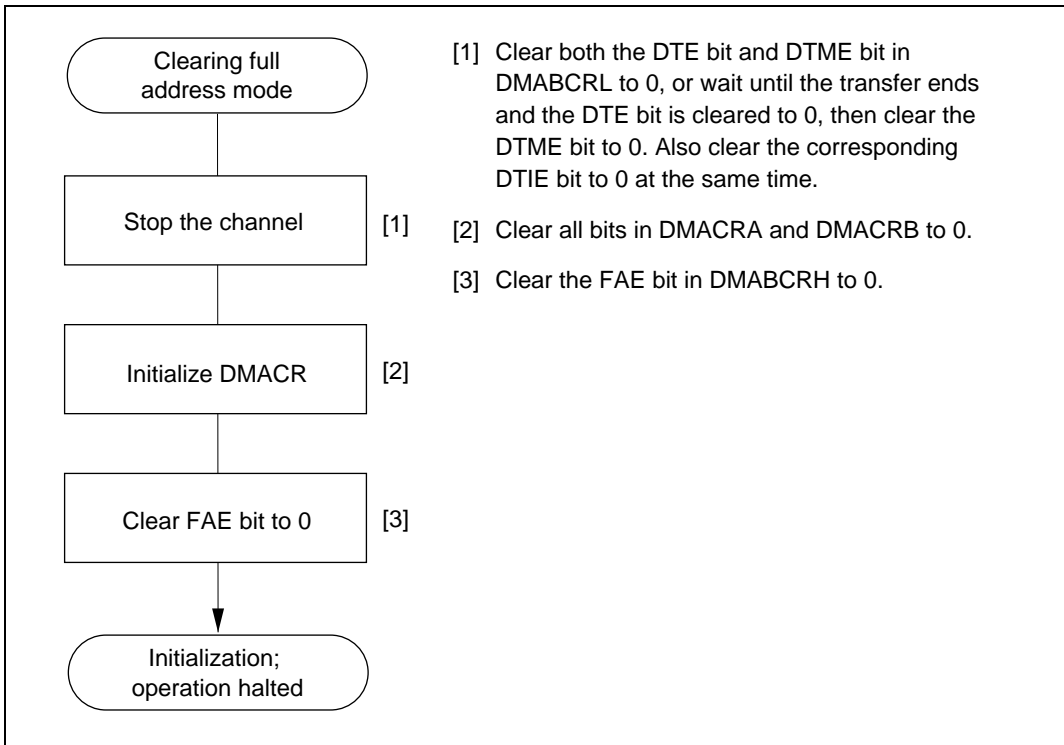 Clearing full
address mode
Stop the channel
[1]
Initialize DMACR
[2]
Clear FAE bit to 0
[3]
Initialization;
operation halted
[1] Clear both the DTE bit and DTME bit in
DMABCRL to 0, or wait until the transfer ends
and the DTE bit is cleared to 0, then clear the
DTME bit to 0. Also clear the corresponding
DTIE bit to 0 at the same time.
[2] Clear all bits in DMACRA and DMACRB to 0.
[3] Clear the FAE bit in DMABCRH to 0.